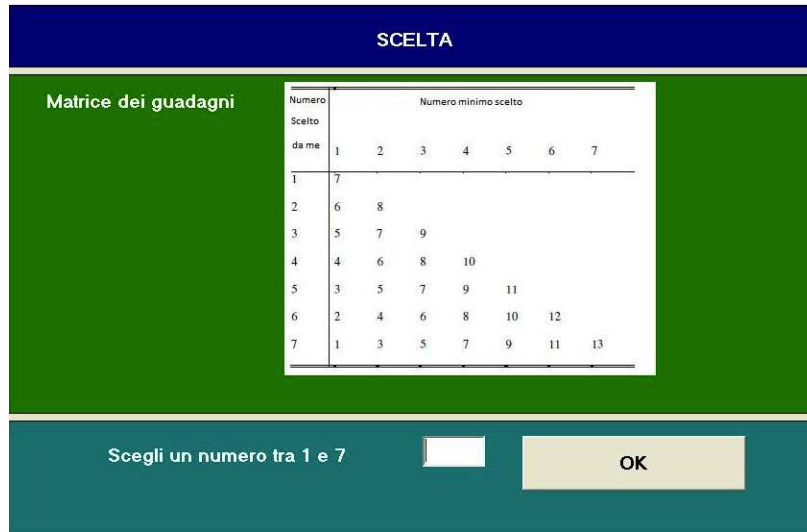 SCELTA
Matrice dei guadagni
Numero Numero minimo scelto
Scelto
da me 1 2 3 4 5 6 7
1 7
2 6 8
3 5 7 9
4 4 6 8 10
5 3 5 7 9 11
6 2 4 6 8 10 12
7 1 3 5 7 9 11 13
Scegli un numero tra 1 e 7 OK